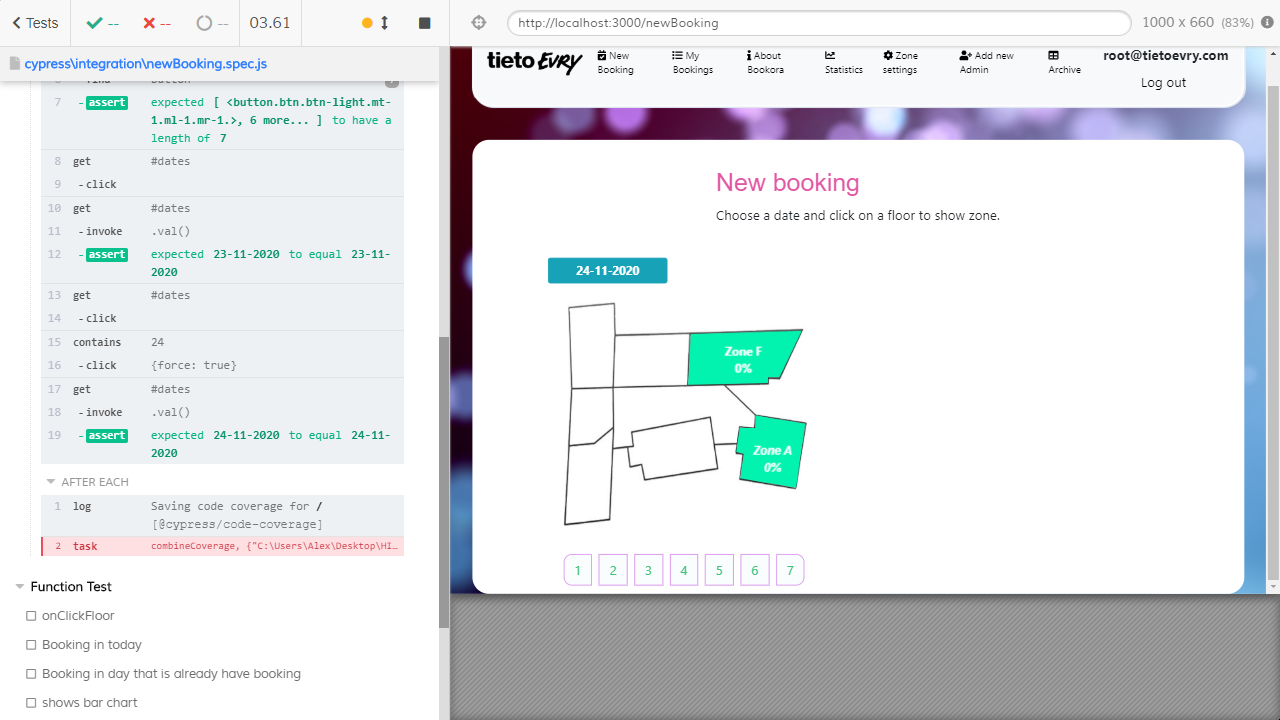 Tests
--
--
--
03.61
cypress\integration\newBooking.spec.js
7 - assert expected [ <button.btn.btn-light.mt-
1.ml-1.mr-1.>, 6 more... ] to have a
length of 7
8 get #dates
9 - click
10 get #dates
11 - invoke .val()
12 - assert expected 23-11-2020 to equal 23-11-
2020
13 get #dates
14 - click
15 contains 24
16 - click {force: true}
17 get #dates
18 - invoke .val()
19 - assert expected 24-11-2020 to equal 24-11-
2020
AFTER EACH
1 log Saving code coverage for /
[@cypress/code-coverage]
2 task combineCoverage, {"C:\Users\Alex\Desktop\HI…
Function Test
onClickFloor
Booking in today
Booking in day that is already have booking
shows bar chart
http://localhost:3000/newBooking
1000 x 660 (83%)
tieto EVRY
New
Booking
My
Bookings
About
Bookora
Statistics
Zone
settings
Add new
Admin
Archive
root@tietoevry.com
Log out
New booking
Choose a date and click on a floor to show zone.
24-11-2020
Zone F
0%
Zone A
0%
1 2 3 4 5 6 7